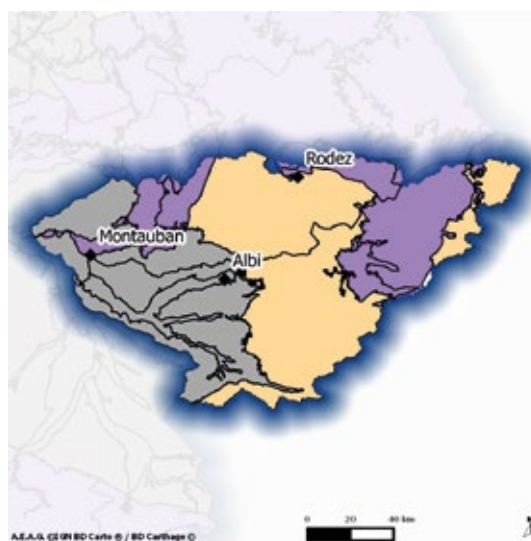 Rodez
Montauban
Albi
0 20 40 km
A.E.A.G. ©IGN BD Carto ® / BD Carthage ©